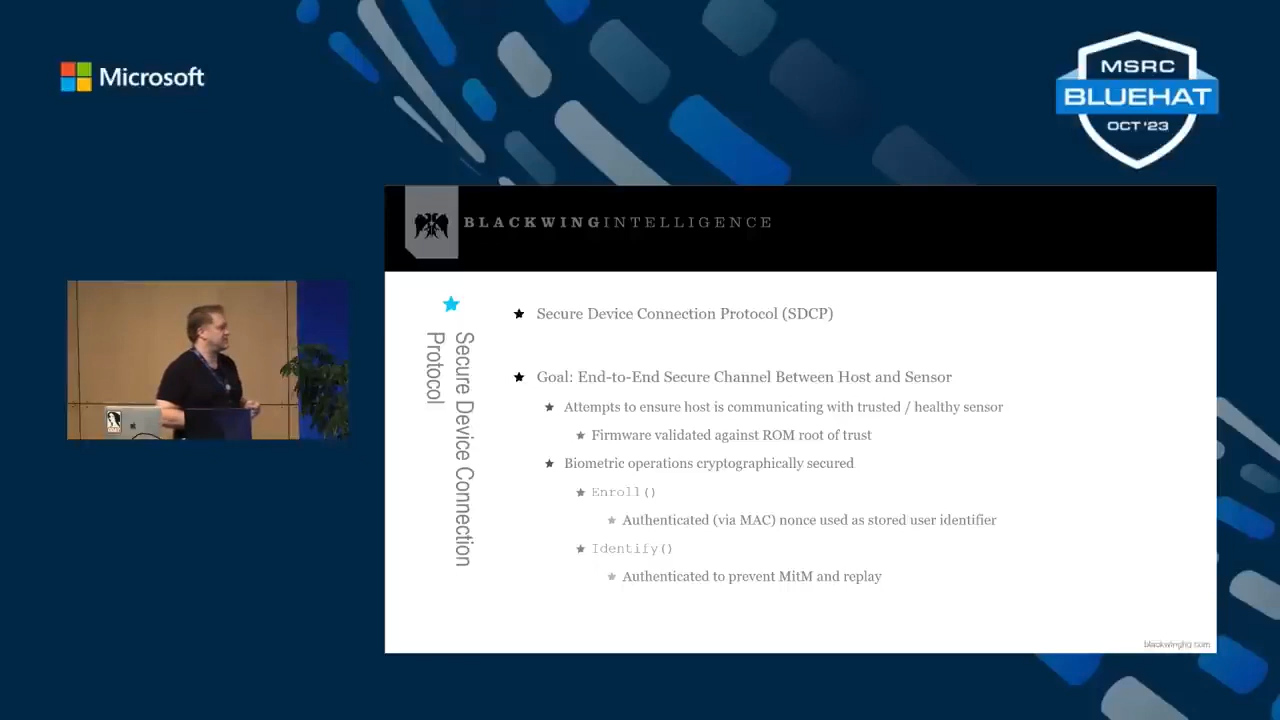 Microsoft
MSRC
BLUEHAT
OCT '23
BLACKWINGINTELLIGENCE
Secure Device Connection
Protocol
Secure Device Connection Protocol (SDCP)
Goal: End-to-End Secure Channel Between Host and Sensor
Attempts to ensure host is communicating with trusted / healthy sensor
Firmware validated against ROM root of trust
Biometric operations cryptographically secured
Enroll()
Authenticated (via MAC) nonce used as stored user identifier
Identify()
Authenticated to prevent MitM and replay
blackwinghq.com